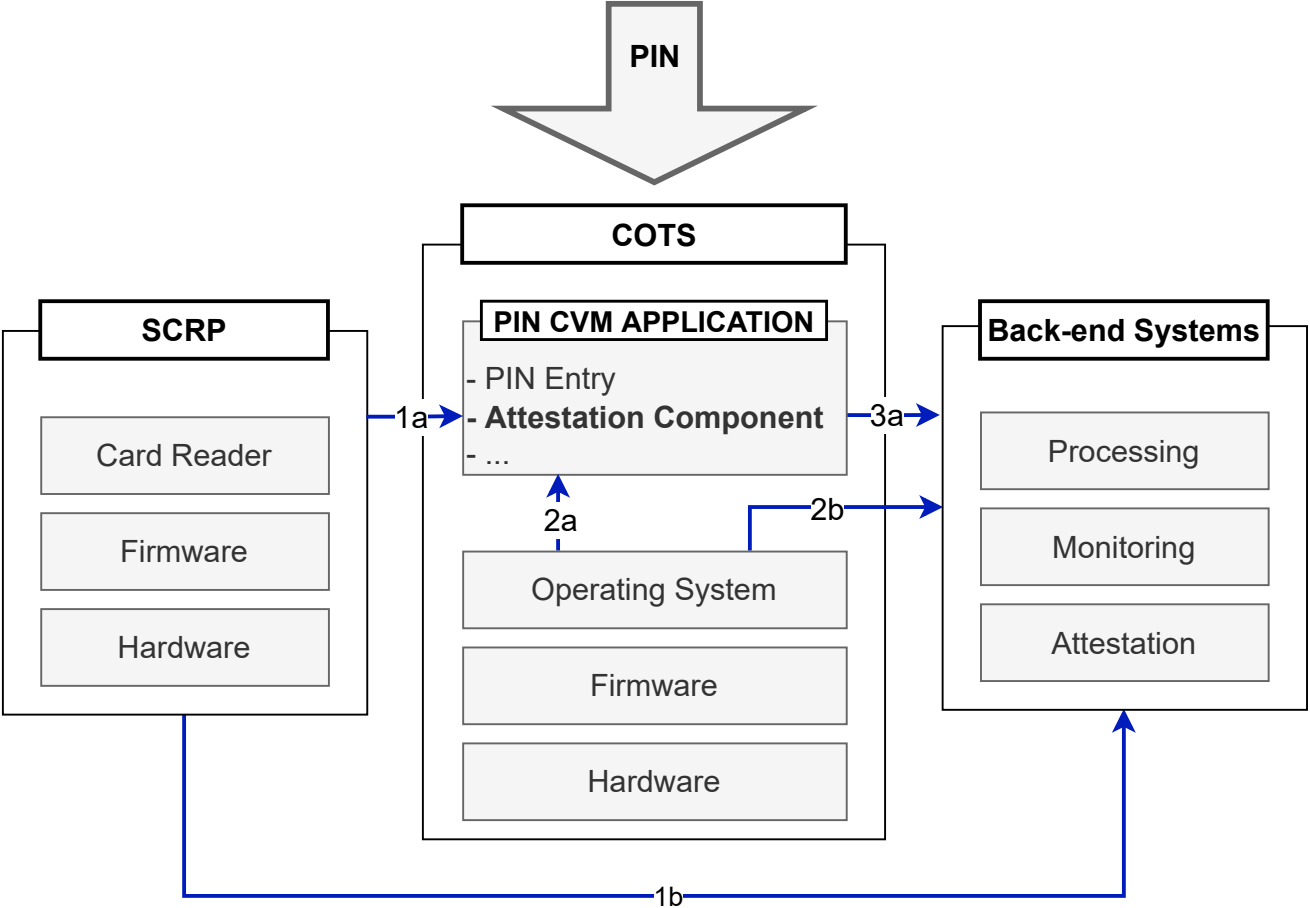 PIN
COTS
SCRP
Card Reader
Firmware
Hardware
1a
PIN CVM APPLICATION
- PIN Entry
- Attestation Component
- ...
2a
2b
Operating System
Firmware
Hardware
3a
Back-end Systems
Processing
Monitoring
Attestation
1b